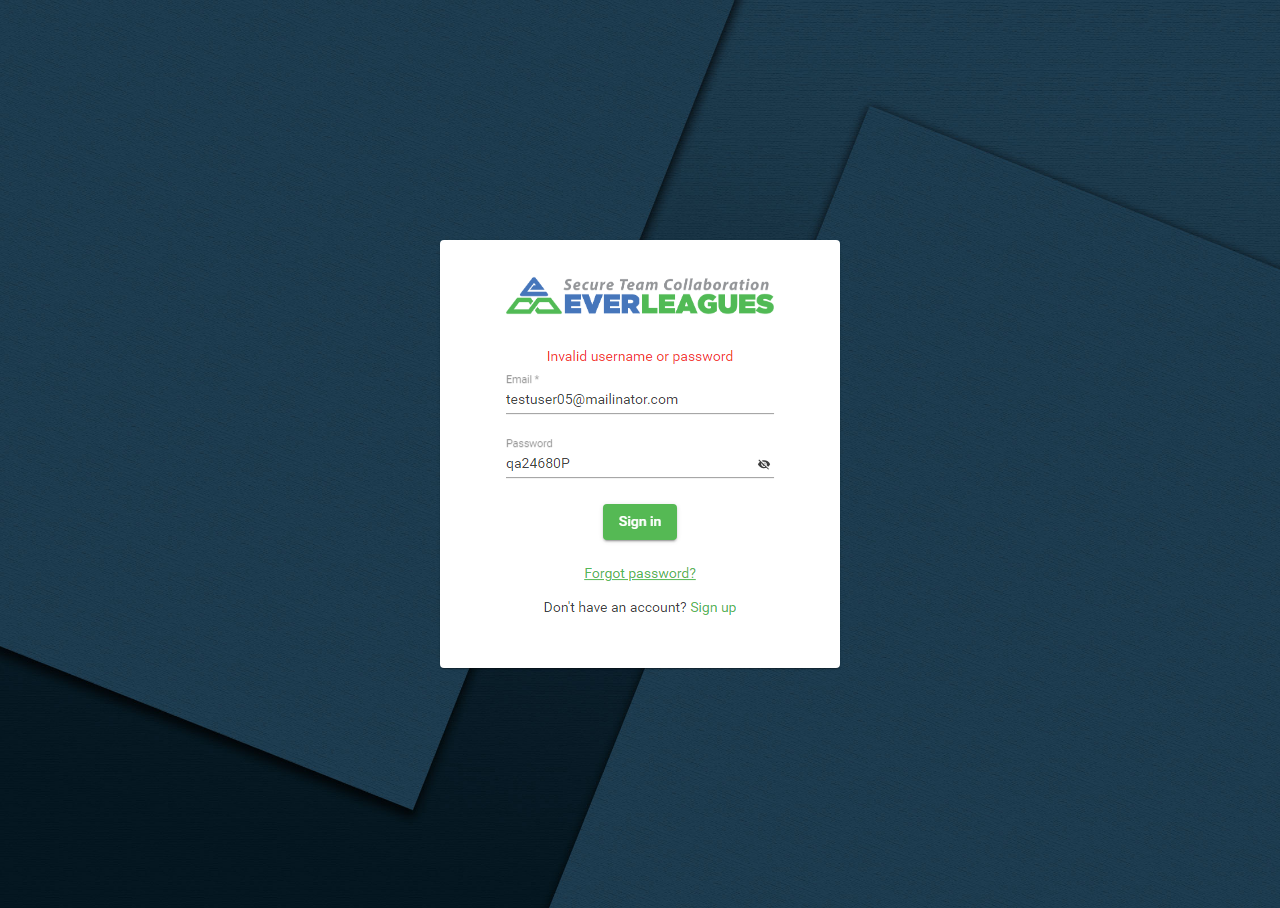 Secure Team Collaboration
EVERLEAGUES
Invalid username or password
Email *
testuser05@mailinator.com
Password
qa24680P
Sign in
Forgot password?
Don't have an account? Sign up